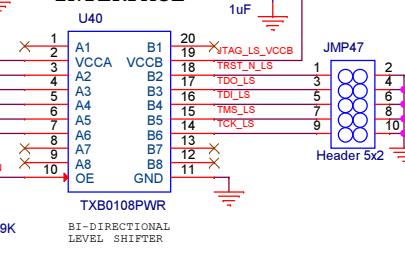 U40
1uF
1 A1 B1 20
2 VCCA VCCB 19 JTAG_LS_VCCB
3 A2 B2 18 TRST_N_LS
4 A3 B3 17 TDO_LS
5 A4 B4 16 TDI_LS
6 A5 B5 15 TMS_LS
7 A6 B6 14 TCK_LS
8 A7 B7 13
9 A8 B8 12
10 OE GND 11
TXB0108PWR
BI-DIRECTIONAL
LEVEL SHIFTER
JMP47
1 2
3 4
5 6
7 8
9 10
Header 5x2
9K